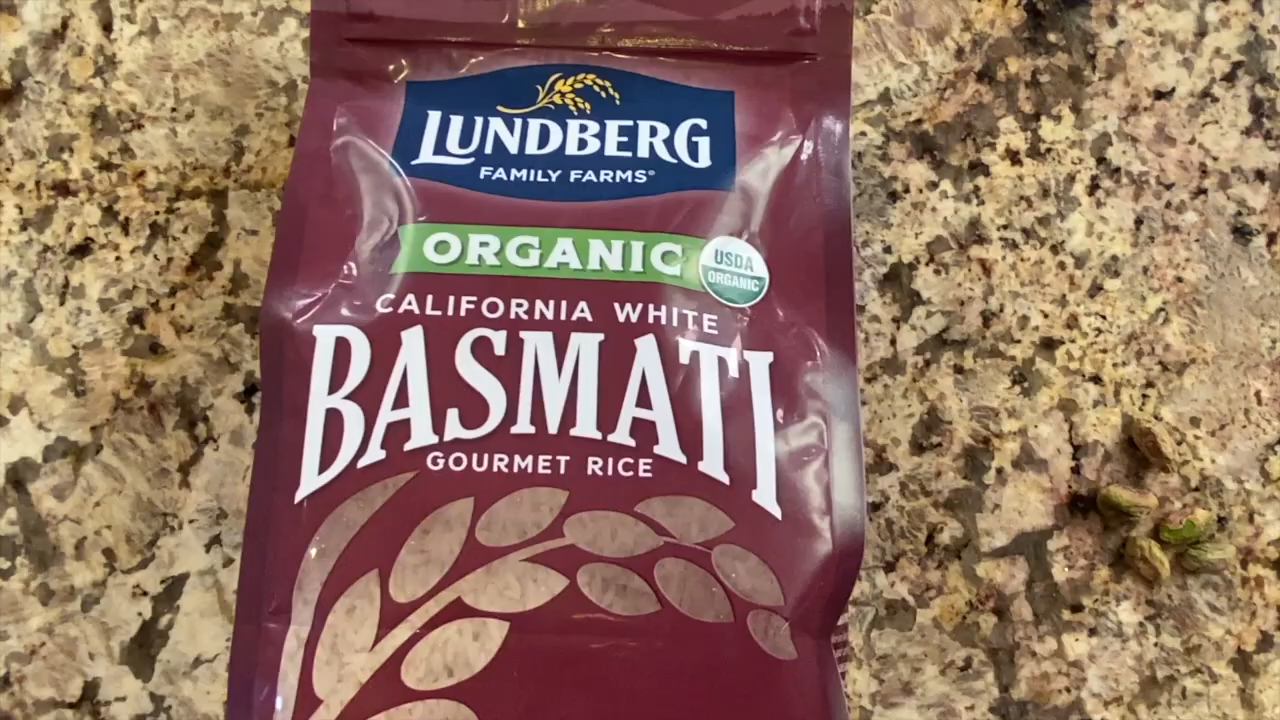 LUNDBERG
FAMILY FARMS®
ORGANIC
USDA
ORGANIC
CALIFORNIA WHITE
BASMATI
GOURMET RICE